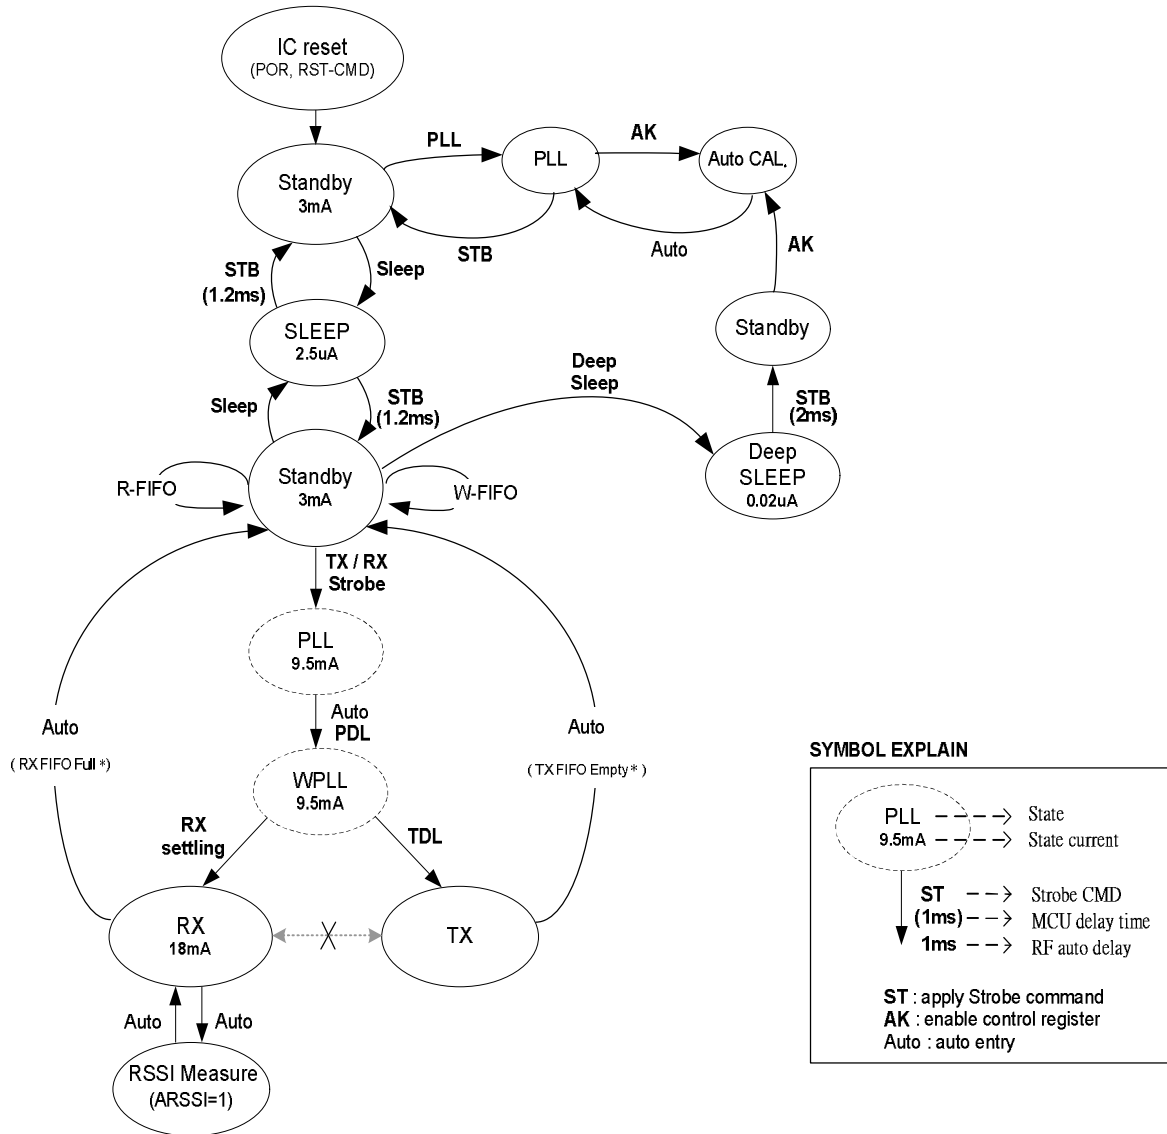 IC reset
(POR, RST-CMD)
PLL
AK
PLL
Auto CAL.
Standby
3mA
STB
Auto
AK
STB
(1.2ms)
Sleep
SLEEP
2.5uA
Standby
Deep
Sleep
Sleep
STB
(1.2ms)
STB
(2ms)
Deep
SLEEP
0.02uA
R-FIFO
Standby
3mA
W-FIFO
TX / RX
Strobe
PLL
9.5mA
Auto
PDL
Auto
( RX FIFO Full *)
Auto
( TX FIFO Empty* )
WPLL
9.5mA
RX
settling
TDL
RX
18mA
TX
Auto
Auto
RSSI Measure
(ARSSI=1)
SYMBOL EXPLAIN
PLL
State
9.5mA
State current
ST
Strobe CMD
(1ms)
MCU delay time
1ms
RF auto delay
ST : apply Strobe command
AK : enable control register
Auto : auto entry